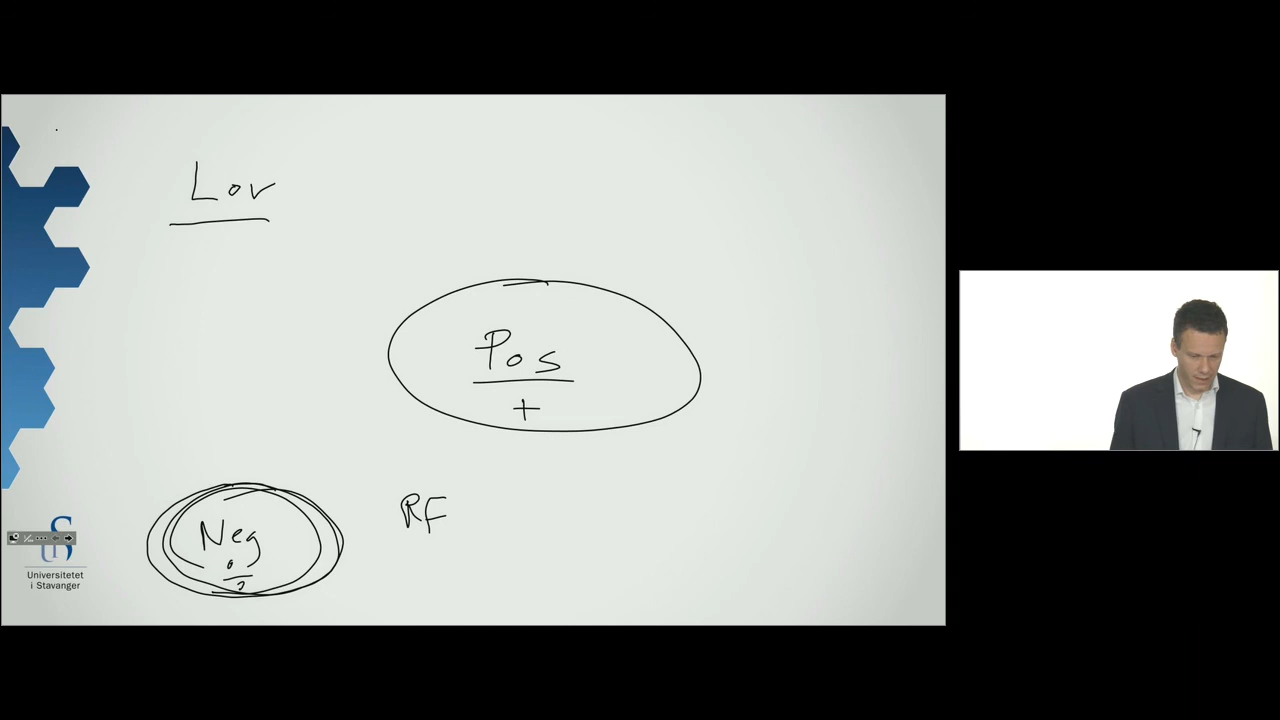 Lov
Pos
+
RF
Neg
÷
Universitetet
i Stavanger